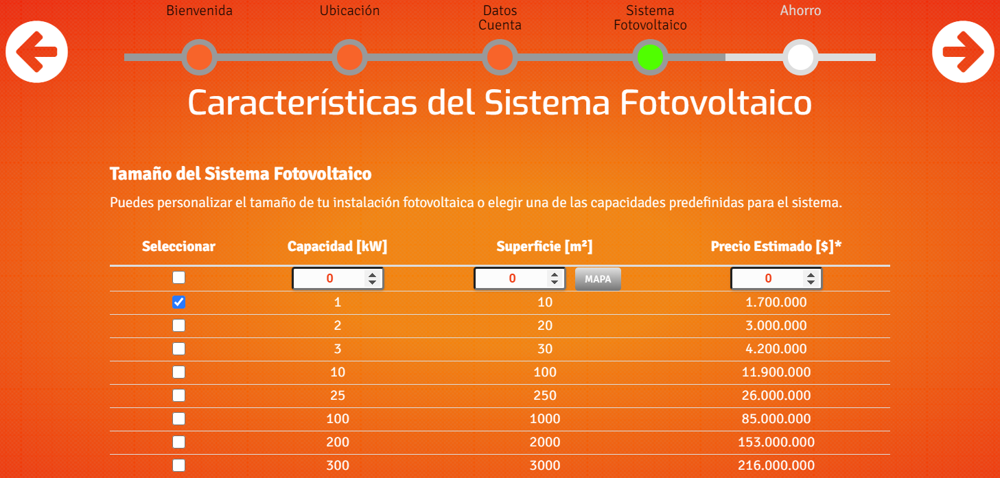 Bienvenida
Ubicación
Datos
Cuenta
Sistema
Fotovoltaico
Ahorro
Características del Sistema Fotovoltaico
Tamaño del Sistema Fotovoltaico
Puedes personalizar el tamaño de tu instalación fotovoltaica o elegir una de las capacidades predefinidas para el sistema.
Seleccionar Capacidad [kW] Superficie [m²] Precio Estimado [$]*
0 0 MAPA 0
1 10 1.700.000
2 20 3.000.000
3 30 4.200.000
10 100 11.900.000
25 250 26.000.000
100 1000 85.000.000
200 2000 153.000.000
300 3000 216.000.000